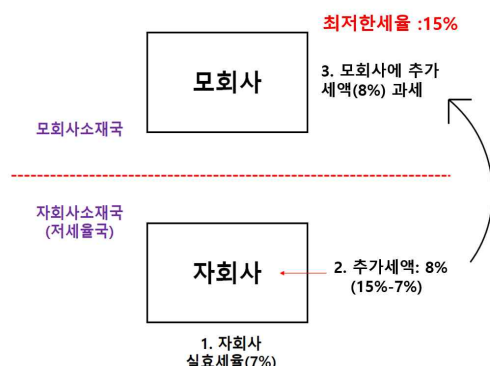 최저한세율 :15%
모회사
3. 모회사에 추가
세액(8%) 과세
모회사소재국
자회사소재국
(저세율국)
자회사
2. 추가세액: 8%
(15%-7%)
1. 자회사
실효세율(7%)